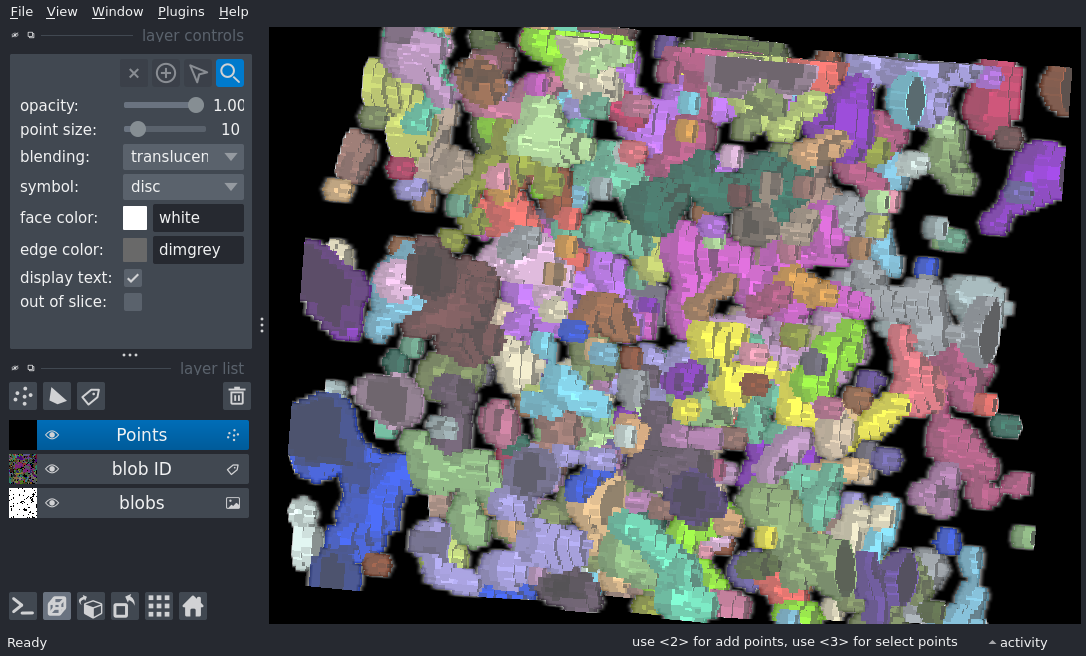 File View Window Plugins Help
layer controls
opacity: 1.00
point size: 10
blending: translucen
symbol: disc
face color: white
edge color: dimgrey
display text:
out of slice:
layer list
Points
blob ID
blobs
Ready
use <2> for add points, use <3> for select points
activity